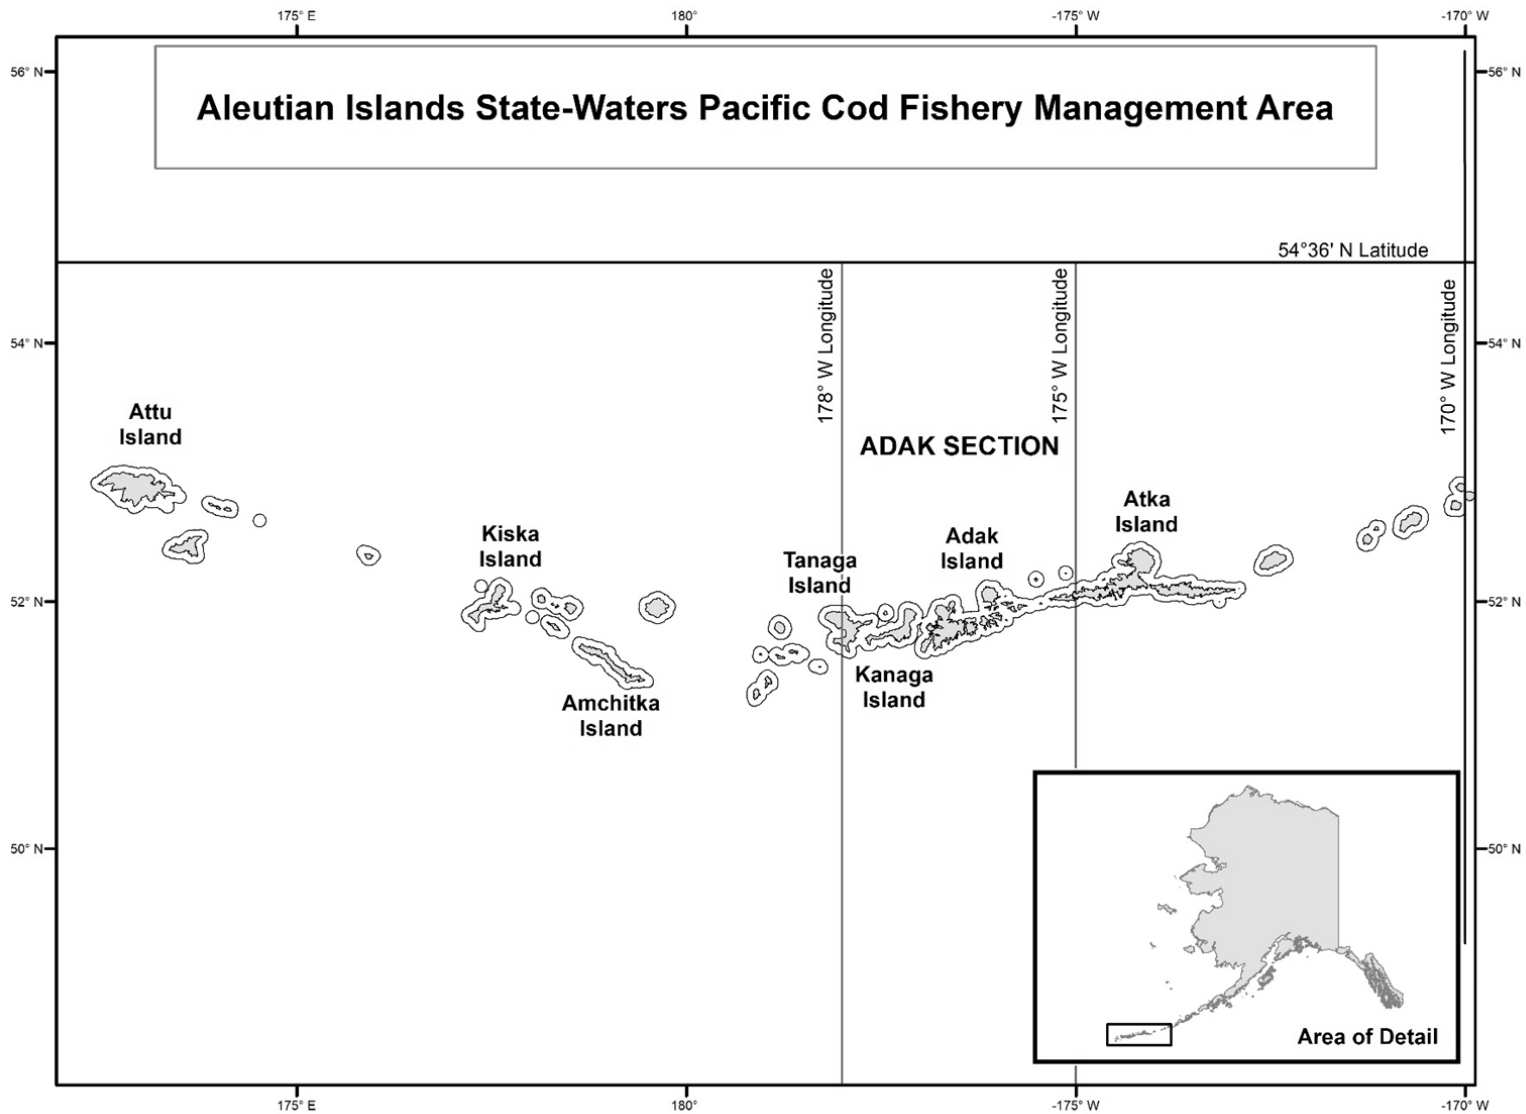 175° E 180° -175° W -170° W
56° N 56° N
Aleutian Islands State-Waters Pacific Cod Fishery Management Area
54°36' N Latitude
178° W Longitude
175° W Longitude
170° W Longitude
54° N 54° N
Attu
Island
ADAK SECTION
Atka
Island
Kiska
Island
Adak
Island
Tanaga
Island
52° N 52° N
Kanaga
Island
Amchitka
Island
50° N 50° N
Area of Detail
175° E 180° -175° W -170° W